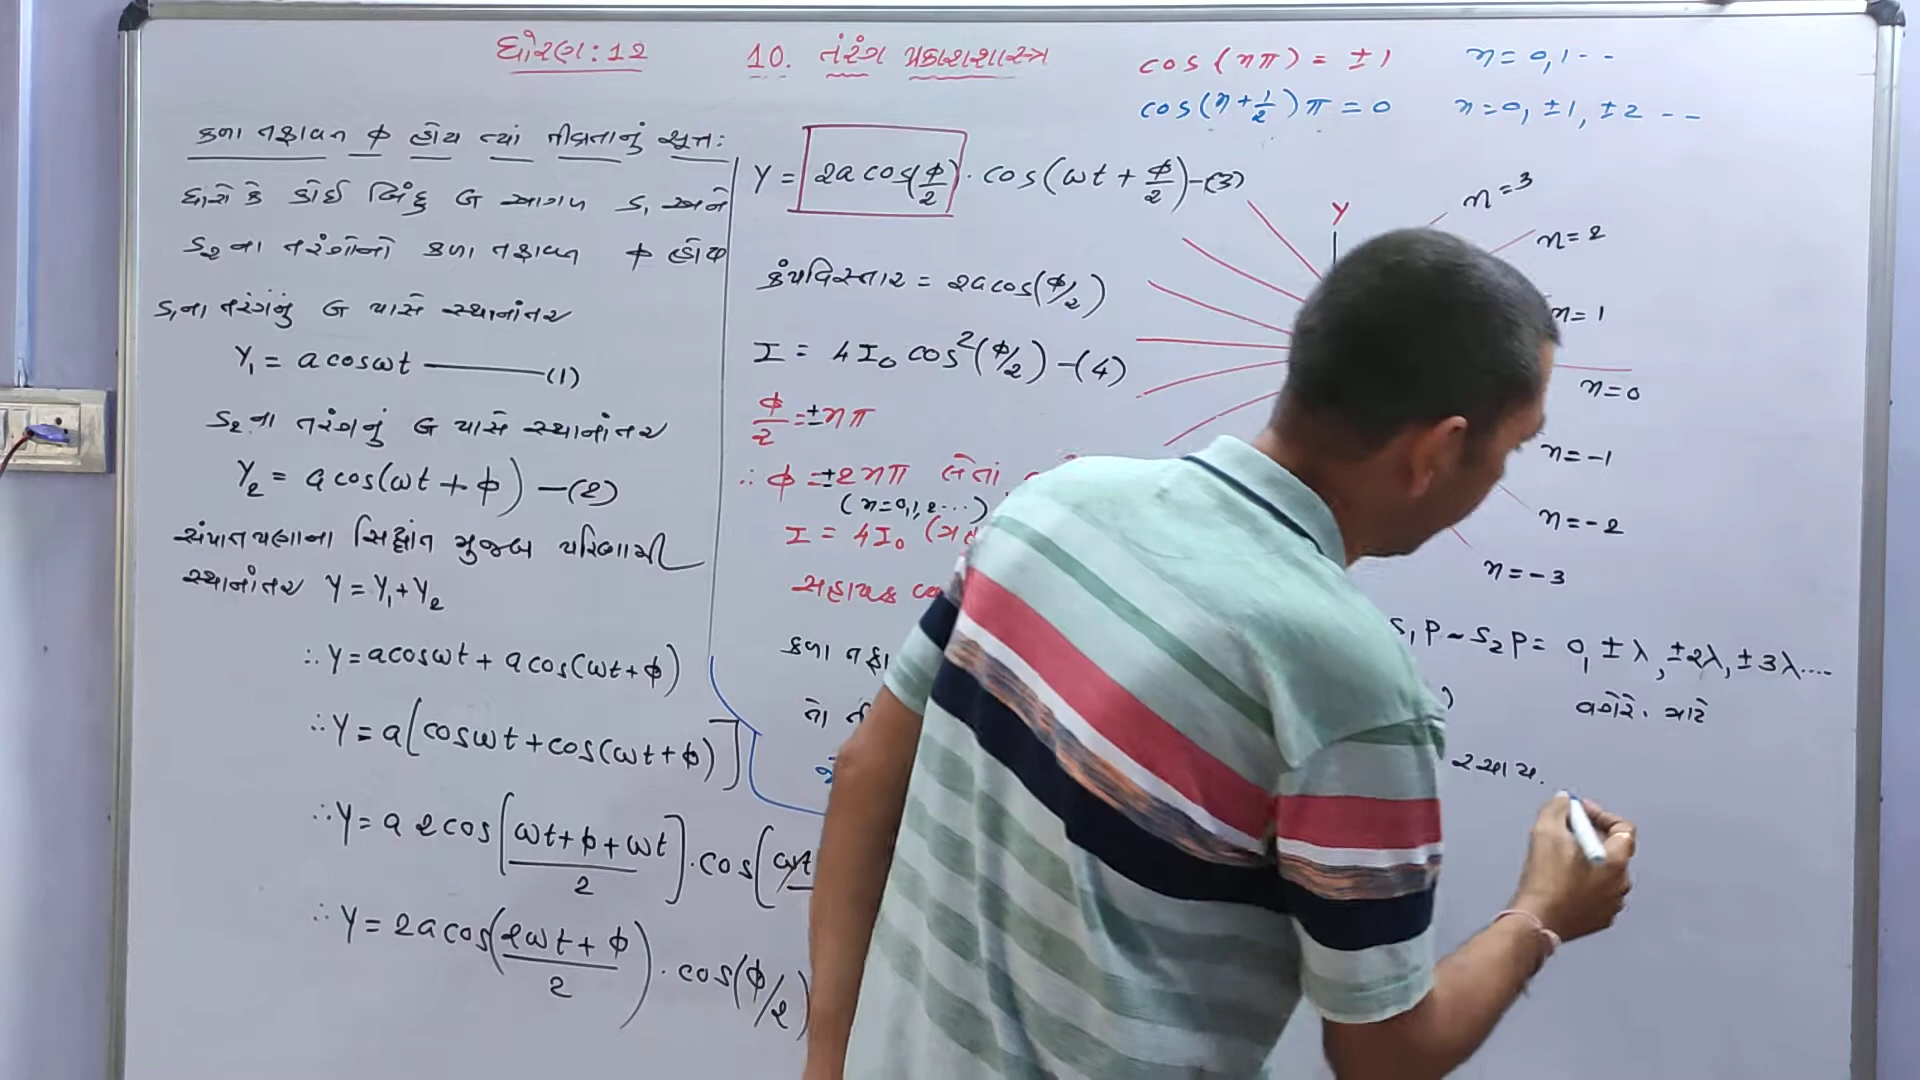 ધોરણ: 12
10. તરંગ પ્રકાશશાસ્ત્ર
cos (nπ) = ± 1 n = 0, 1 - -
cos (n + 1/2) π = 0 n = 0, ±1, ±2 - - -
કળા તફાવત ϕ હોય ત્યાં તીવ્રતાનું સૂત્ર:
ધારો કે કોઈ બિંદુ G આગળ S₁ અને
S₂ ના તરંગોનો કળા તફાવત ϕ હોય
S₁ના તરંગનું G પાસે સ્થાનાંતર
Y₁ = a cosωt ———(1)
S₂ના તરંગનું G પાસે સ્થાનાંતર
Y₂ = a cos(ωt + ϕ) —(2)
સંપાતપણાના સિદ્ધાંત મુજબ પરિણામી
સ્થાનાંતર Y = Y₁ + Y₂
∴ Y = a cosωt + a cos(ωt + ϕ)
∴ Y = a[cosωt + cos(ωt + ϕ)]
∴ Y = a 2 cos[(ωt + ϕ + ωt)/2] . cos(ωt
∴ Y = 2a cos((2ωt + ϕ)/2) . cos(ϕ/2)
Y = 2a cos(ϕ/2) . cos(ωt + ϕ/2) —(3)
કંપવિસ્તાર = 2a cos(ϕ/2)
I = 4I₀ cos²(ϕ/2) —(4)
ϕ/2 = ±nπ
∴ ϕ = ±2nπ લેતાં
(n = 0, 1, 2 ...)
I = 4I₀
સહાયક
કળા તફા
તો
Y
n = 3
n = 2
n = 1
n = 0
n = -1
n = -2
n = -3
S₁P ~ S₂P = 0, ± λ, ± 2λ, ± 3λ ....
વગેરે. માટે
રચાય.